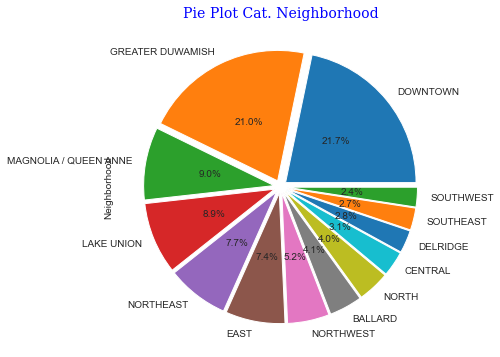 Pie Plot Cat. Neighborhood
GREATER DUWAMISH
DOWNTOWN
21.0%
21.7%
MAGNOLIA / QUEEN ANNE
9.0%
Neighborhood
2.4%
SOUTHWEST
2.7%
SOUTHEAST
8.9%
2.8%
DELRIDGE
3.1%
CENTRAL
LAKE UNION
7.7%
4.0%
NORTH
4.1%
BALLARD
7.4%
5.2%
NORTHEAST
EAST
NORTHWEST